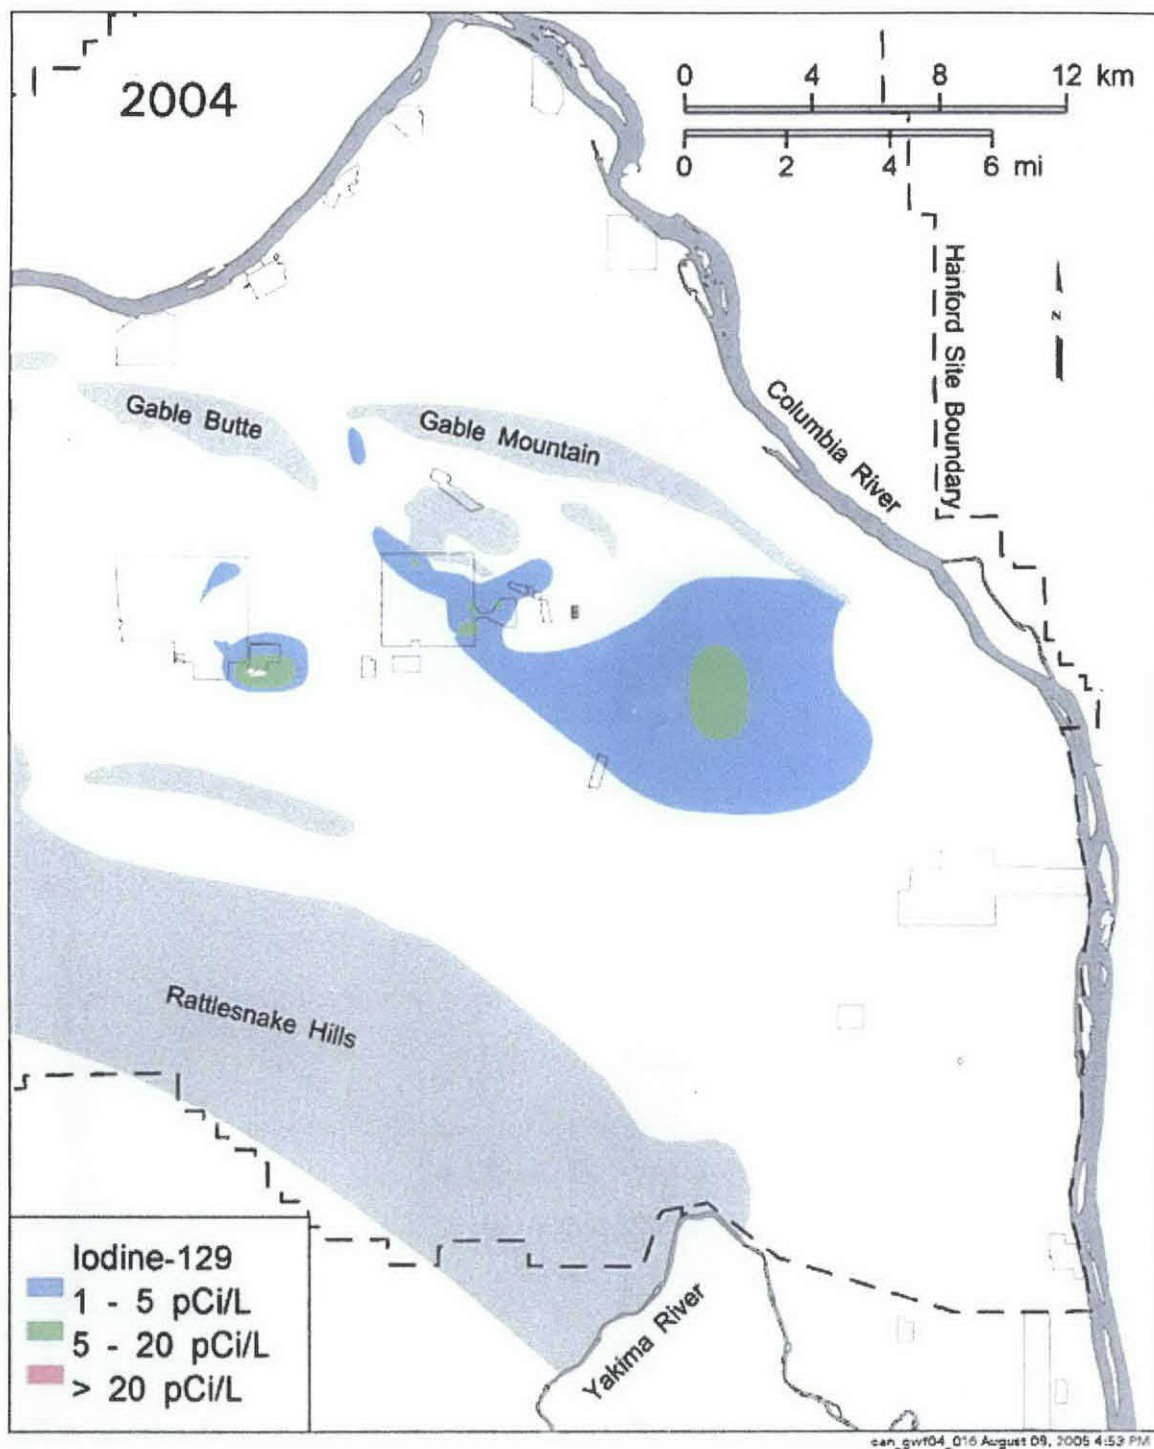 2004
0 4 8 12 km
0 2 4 6 mi
Hanford Site Boundary
N
Columbia River
Gable Butte
Gable Mountain
Rattlesnake Hills
Yakima River
Iodine-129
1 - 5 pCi/L
5 - 20 pCi/L
> 20 pCi/L
can_gwf04_016 August 09, 2005 4:53 PM